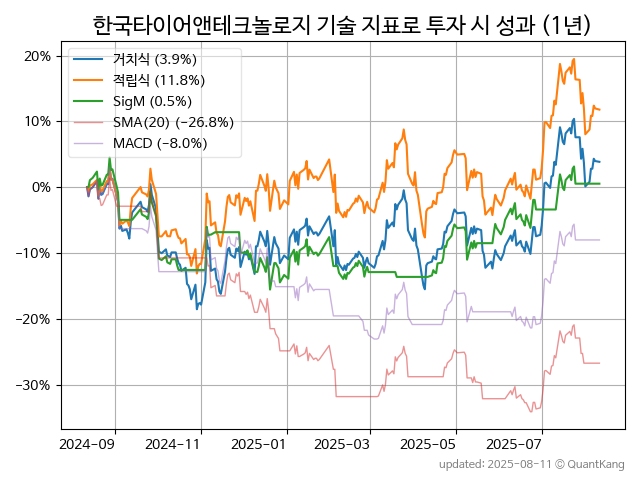 한국타이어앤테크놀로지 기술 지표로 투자 시 성과 (1년)
거치식 (3.9%)
적립식 (11.8%)
SigM (0.5%)
SMA(20) (−26.8%)
MACD (−8.0%)
20%
10%
0%
−10%
−20%
−30%
2024-09 2024-11 2025-01 2025-03 2025-05 2025-07
updated: 2025-08-11 © QuantKang